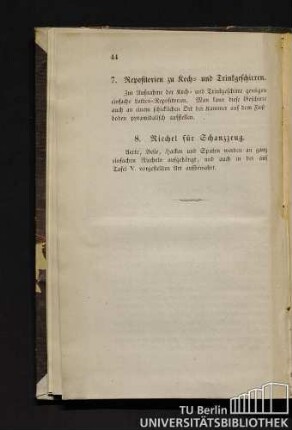 44
7. Repositorien zu Koch- und Trinkgeschirren.
Zur Aufnahme der Koch- und Trinkgeschirre genügen
einfache Latten-Repositorien. Man kann diese Geschirre
auch an einem schicklichen Ort der Kammer auf dem Fuß-
boden pyramidalisch aufstellen.
8. Riechel für Schanzzeug.
Aexte, Beile, Hacken und Spaten werden an ganz
einfachen Riecheln aufgehängt, und auch in der auf
Tafel V. vorgestellten Art aufbewahrt.
TU Berlin
UNIVERSITÄTSBIBLIOTHEK